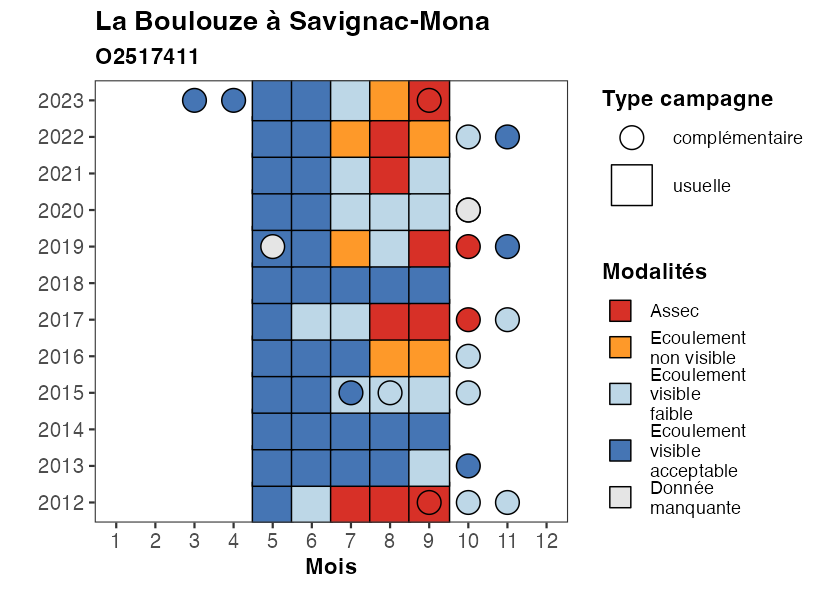 La Boulouze à Savignac-Mona
O2517411
2023
2022
2021
2020
2019
2018
2017
2016
2015
2014
2013
2012
1 2 3 4 5 6 7 8 9 10 11 12
Mois
Type campagne
complémentaire
usuelle
Modalités
Assec
Ecoulement
non visible
Ecoulement
visible
faible
Ecoulement
visible
acceptable
Donnée
manquante